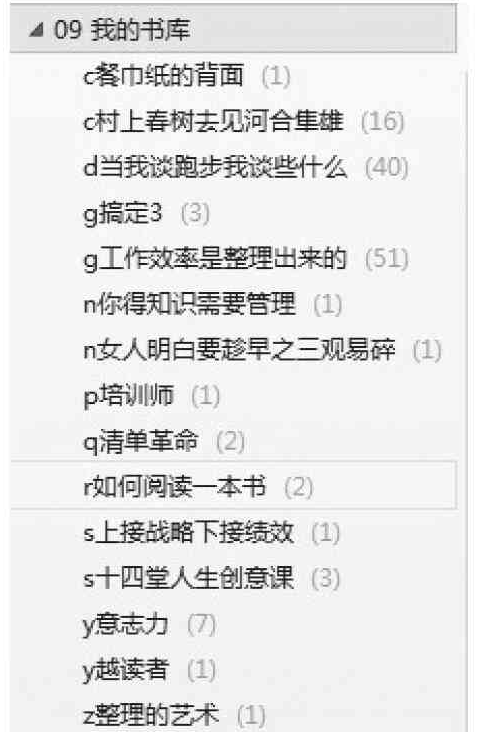 09 我的书库
c餐巾纸的背面 (1)
c村上春树去见河合隼雄 (16)
d当我谈跑步我谈些什么 (40)
g搞定3 (3)
g工作效率是整理出来的 (51)
n你得知识需要管理 (1)
n女人明白要趁早之三观易碎 (1)
p培训师 (1)
q清单革命 (2)
r如何阅读一本书 (2)
s上接战略下接绩效 (1)
s十四堂人生创意课 (3)
y意志力 (7)
y越读者 (1)
z整理的艺术 (1)